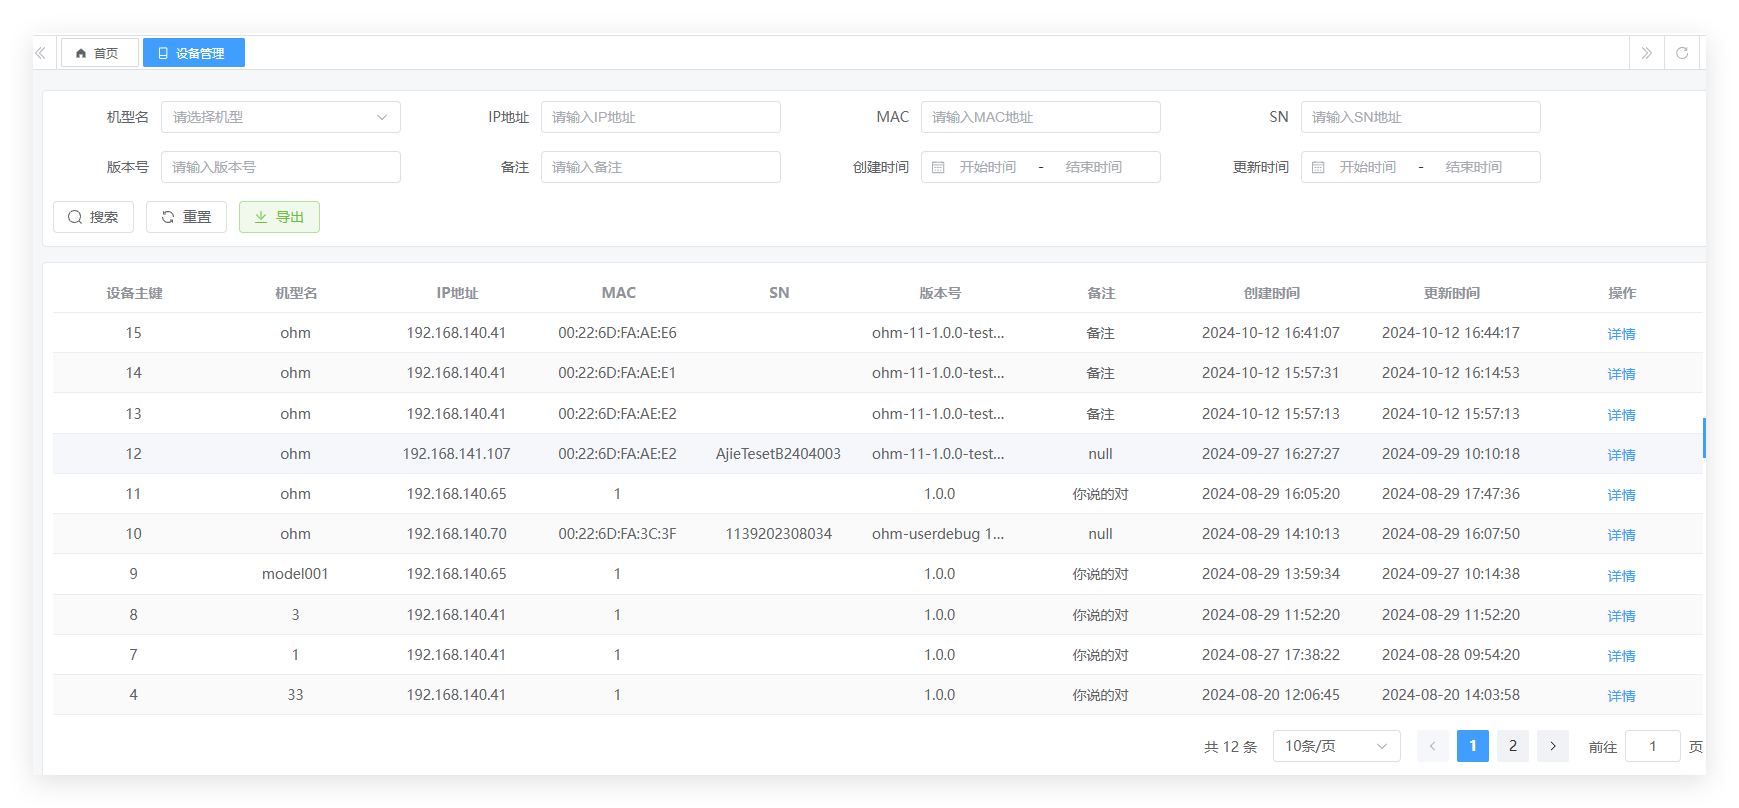 首页 设备管理
机型名 请选择机型 IP地址 请输入IP地址 MAC 请输入MAC地址 SN 请输入SN地址
版本号 请输入版本号 备注 请输入备注 创建时间 开始时间 - 结束时间 更新时间 开始时间 - 结束时间
搜索 重置 导出
设备主键 机型名 IP地址 MAC SN 版本号 备注 创建时间 更新时间 操作
15 ohm 192.168.140.41 00:22:6D:FA:AE:E6 ohm-11-1.0.0-test... 备注 2024-10-12 16:41:07 2024-10-12 16:44:17 详情
14 ohm 192.168.140.41 00:22:6D:FA:AE:E1 ohm-11-1.0.0-test... 备注 2024-10-12 15:57:31 2024-10-12 16:14:53 详情
13 ohm 192.168.140.41 00:22:6D:FA:AE:E2 ohm-11-1.0.0-test... 备注 2024-10-12 15:57:13 2024-10-12 15:57:13 详情
12 ohm 192.168.141.107 00:22:6D:FA:AE:E2 AjieTesetB2404003 ohm-11-1.0.0-test... null 2024-09-27 16:27:27 2024-09-29 10:10:18 详情
11 ohm 192.168.140.65 1 1.0.0 你说的对 2024-08-29 16:05:20 2024-08-29 17:47:36 详情
10 ohm 192.168.140.70 00:22:6D:FA:3C:3F 1139202308034 ohm-userdebug 1... null 2024-08-29 14:10:13 2024-08-29 16:07:50 详情
9 model001 192.168.140.65 1 1.0.0 你说的对 2024-08-29 13:59:34 2024-09-27 10:14:38 详情
8 3 192.168.140.41 1 1.0.0 你说的对 2024-08-29 11:52:20 2024-08-29 11:52:20 详情
7 1 192.168.140.41 1 1.0.0 你说的对 2024-08-27 17:38:22 2024-08-28 09:54:20 详情
4 33 192.168.140.41 1 1.0.0 你说的对 2024-08-20 12:06:45 2024-08-20 14:03:58 详情
共 12 条 10条/页 1 2 前往 1 页